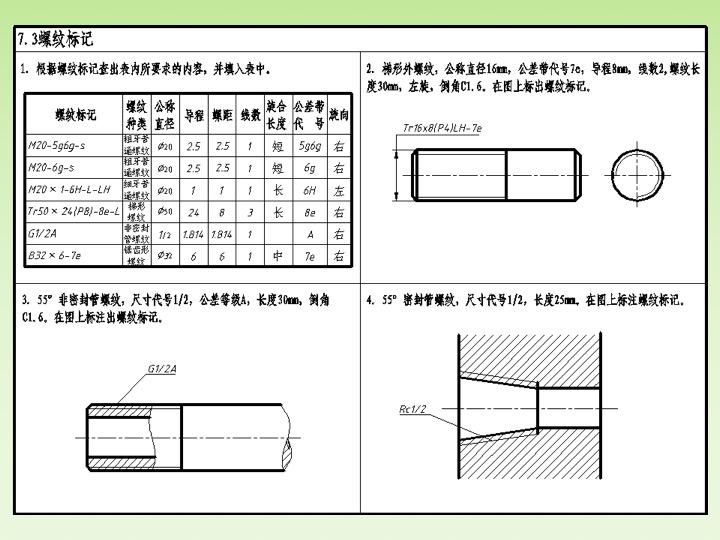 7.3螺纹标记
1. 根据螺纹标记查出表内所要求的内容，并填入表中。
螺纹标记 螺纹种类 公称直径 导程 螺距 线数 旋合长度 公差带代 号 旋向
M20-5g6g-s 粗牙普通螺纹 Ø20 2.5 2.5 1 短 5g6g 右
M20-6g-s 粗牙普通螺纹 Ø20 2.5 2.5 1 短 6g 右
M20×1-6H-L-LH 细牙普通螺纹 Ø20 1 1 1 长 6H 左
Tr50×24(P8)-8e-L 梯形螺纹 Ø50 24 8 3 长 8e 右
G1/2A 非密封管螺纹 1/2 1.814 1.814 1 A 右
B32×6-7e 锯齿形螺纹 Ø32 6 6 1 中 7e 右
2. 梯形外螺纹，公称直径16mm，公差带代号7e，导程8mm，线数2,螺纹长
度30mm，左旋，倒角C1.6。在图上标出螺纹标记。
Tr16x8(P4)LH-7e
3. 55° 非密封管螺纹，尺寸代号1/2，公差等级A，长度30mm，倒角
C1.6。在图上标注出螺纹标记。
G1/2A
4. 55° 密封管螺纹，尺寸代号1/2，长度25mm。在图上标注螺纹标记。
Rc1/2